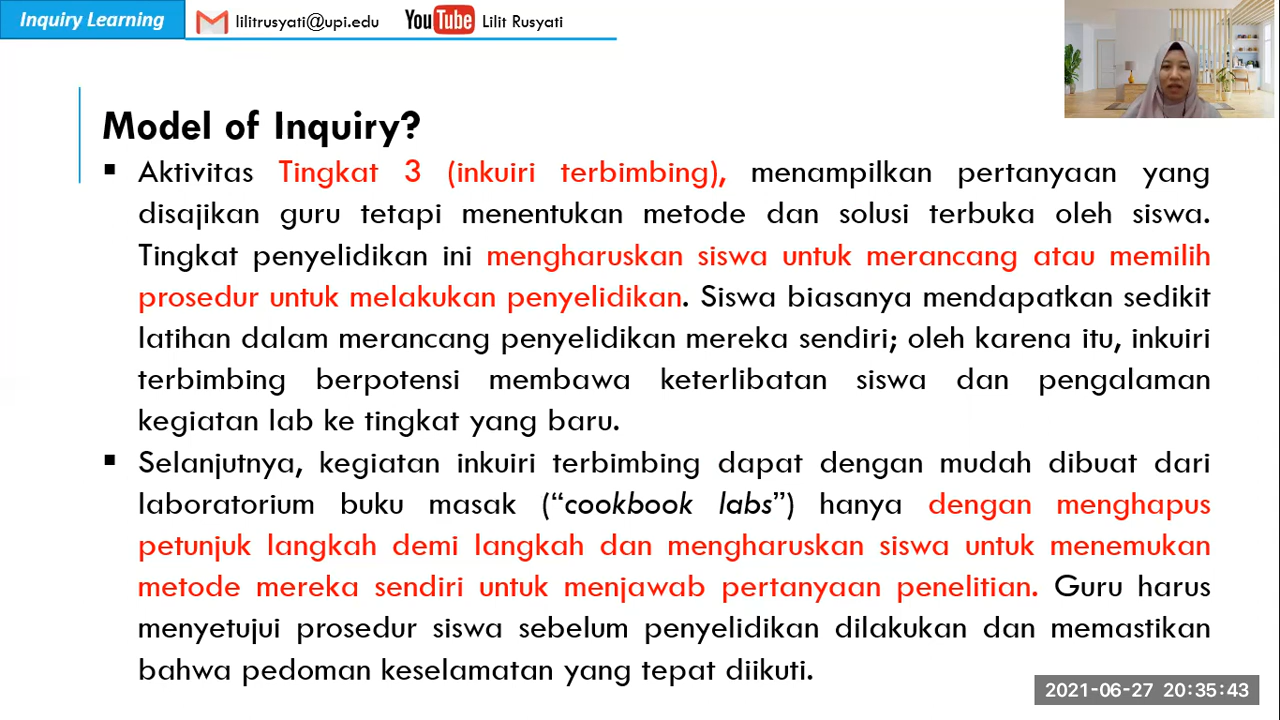 Inquiry Learning
lilitrusyati@upi.edu
YouTube Lilit Rusyati
Model of Inquiry?
▪ Aktivitas Tingkat 3 (inkuiri terbimbing), menampilkan pertanyaan yang
disajikan guru tetapi menentukan metode dan solusi terbuka oleh siswa.
Tingkat penyelidikan ini mengharuskan siswa untuk merancang atau memilih
prosedur untuk melakukan penyelidikan. Siswa biasanya mendapatkan sedikit
latihan dalam merancang penyelidikan mereka sendiri; oleh karena itu, inkuiri
terbimbing berpotensi membawa keterlibatan siswa dan pengalaman
kegiatan lab ke tingkat yang baru.
▪ Selanjutnya, kegiatan inkuiri terbimbing dapat dengan mudah dibuat dari
laboratorium buku masak (“cookbook labs”) hanya dengan menghapus
petunjuk langkah demi langkah dan mengharuskan siswa untuk menemukan
metode mereka sendiri untuk menjawab pertanyaan penelitian. Guru harus
menyetujui prosedur siswa sebelum penyelidikan dilakukan dan memastikan
bahwa pedoman keselamatan yang tepat diikuti.
2021-06-27 20:35:43